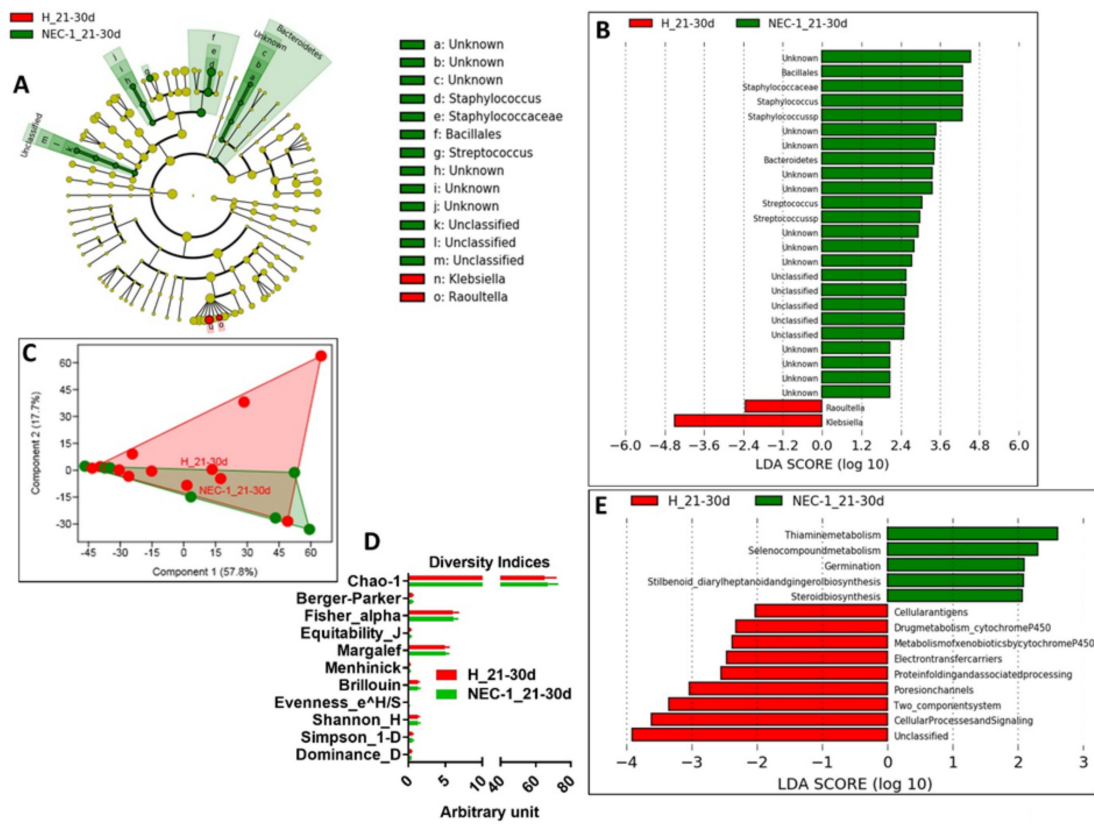 H_21-30d
NEC-1_21-30d
A
Bacteroidetes
Unknown
Unclassified
f
e
d
c
b
a
g
j
i
h
m
l
k
n
o
a: Unknown
b: Unknown
c: Unknown
d: Staphylococcus
e: Staphylococcaceae
f: Bacillales
g: Streptococcus
h: Unknown
i: Unknown
j: Unknown
k: Unclassified
l: Unclassified
m: Unclassified
n: Klebsiella
o: Raoultella
B
H_21-30d NEC-1_21-30d
Unknown
Bacillales
Staphylococcaceae
Staphylococcus
Staphylococcussp
Unknown
Unknown
Bacteroidetes
Unknown
Unknown
Streptococcus
Streptococcussp
Unknown
Unknown
Unknown
Unclassified
Unclassified
Unclassified
Unclassified
Unclassified
Unknown
Unknown
Unknown
Unknown
Raoultella
Klebsiella
−6.0 −4.8 −3.6 −2.4 −1.2 0.0 1.2 2.4 3.6 4.8 6.0
LDA SCORE (log 10)
C
Component 2 (17.7%)
60
45
30
15
0
-15
-30
H_21-30d
NEC-1_21-30d
-45 -30 -15 0 15 30 45 60
Component 1 (57.8%)
D
Diversity Indices
Chao-1
Berger-Parker
Fisher_alpha
Equitability_J
Margalef
Menhinick
Brillouin
Evenness_e^H/S
Shannon_H
Simpson_1-D
Dominance_D
H_21-30d
NEC-1_21-30d
0 5 10 40 60 80
Arbitrary unit
E
H_21-30d NEC-1_21-30d
Thiaminemetabolism
Selenocompoundmetabolism
Germination
Stilbenoid_diarylheptanoidandgingerolbiosynthesis
Steroidbiosynthesis
Cellularantigens
Drugmetabolism_cytochromeP450
MetabolismofxenobioticsbycytochromeP450
Electrontransfercarriers
Proteinfoldingandassociatedprocessing
Poresionchannels
Two_componentsystem
CellularProcessesandSignaling
Unclassified
−4 −3 −2 −1 0 1 2 3
LDA SCORE (log 10)